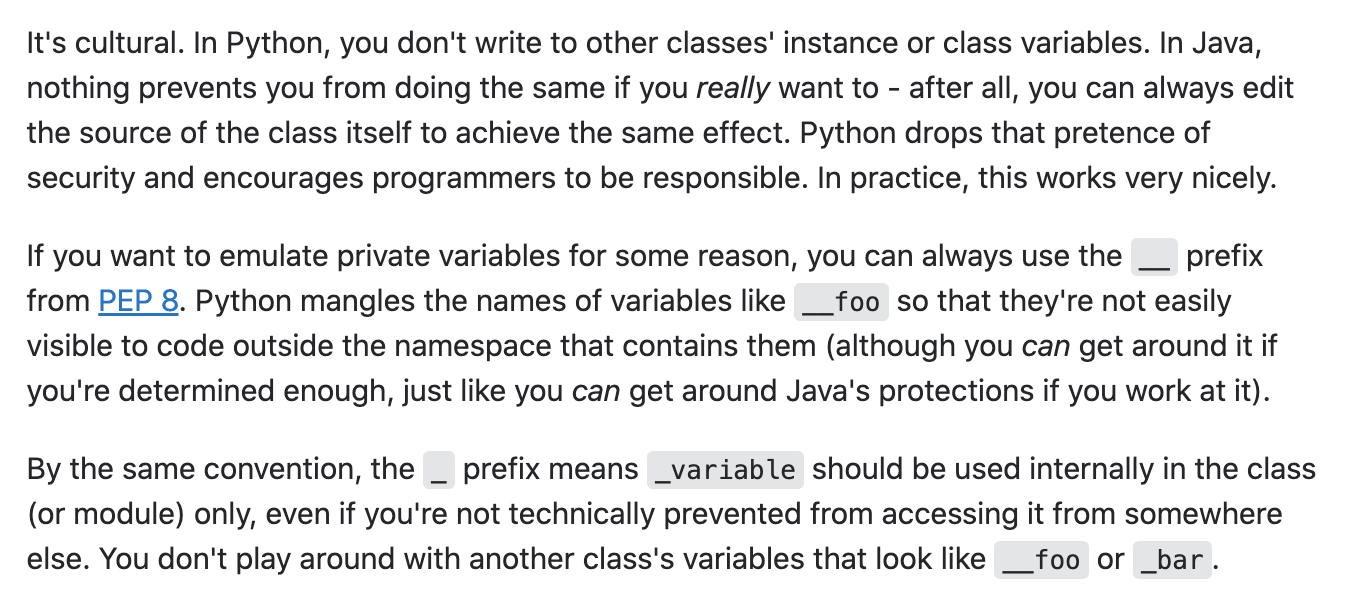 It's cultural. In Python, you don't write to other classes' instance or class variables. In Java,
nothing prevents you from doing the same if you really want to - after all, you can always edit
the source of the class itself to achieve the same effect. Python drops that pretence of
security and encourages programmers to be responsible. In practice, this works very nicely.
If you want to emulate private variables for some reason, you can always use the __ prefix
from PEP 8. Python mangles the names of variables like __foo so that they're not easily
visible to code outside the namespace that contains them (although you can get around it if
you're determined enough, just like you can get around Java's protections if you work at it).
By the same convention, the _ prefix means _variable should be used internally in the class
(or module) only, even if you're not technically prevented from accessing it from somewhere
else. You don't play around with another class's variables that look like __foo or _bar.